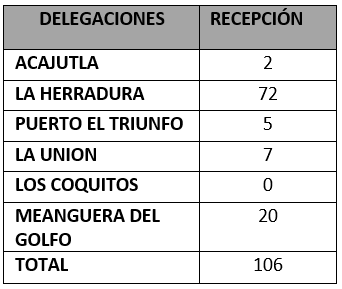 DELEGACIONES RECEPCIÓN
ACAJUTLA 2
LA HERRADURA 72
PUERTO EL TRIUNFO 5
LA UNION 7
LOS COQUITOS 0
MEANGUERA DEL 20
GOLFO
TOTAL 106